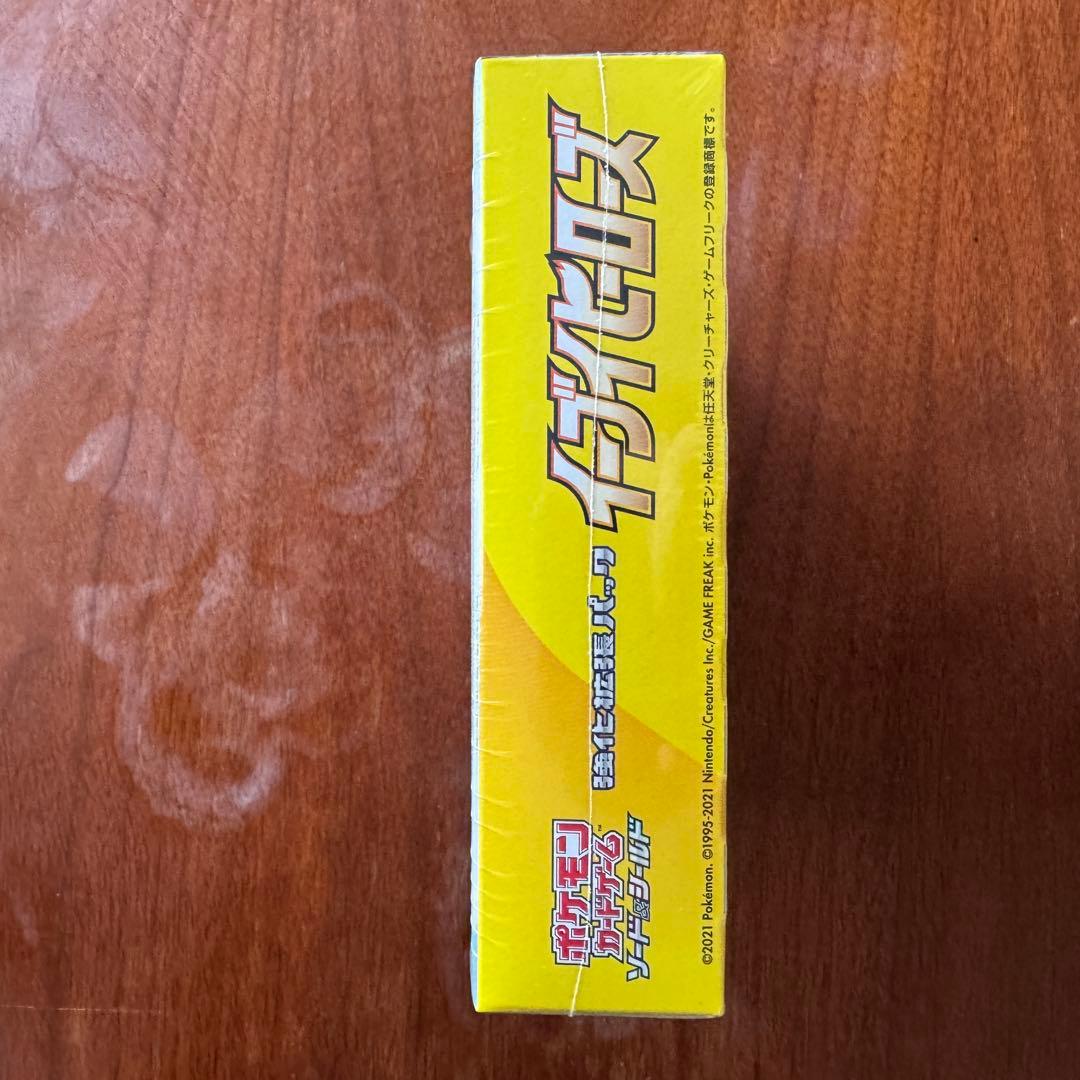 ポケモン
カードゲーム™
ソード&シールド
強化拡張パック
イーブイヒーローズ
©2021 Pokémon. ©1995-2021 Nintendo/Creatures Inc./GAME FREAK inc. ポケモン・Pokémonは任天堂・クリーチャーズ・ゲームフリークの登録商標です。